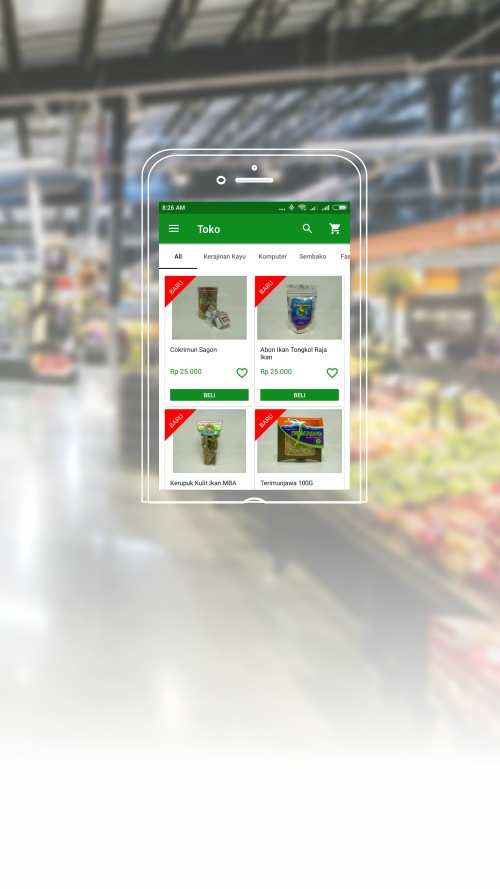 8:26 AM
Toko
All Kerajinan Kayu Komputer Sembako Fas
BARU
BARU
Cokrimun Sagon
Abon Ikan Tongkol Raja
Ikan
Rp 25.000
Rp 25.000
BELI
BELI
BARU
BARU
Kerupuk Kulit Ikan MBA
Terimunjawa 100G